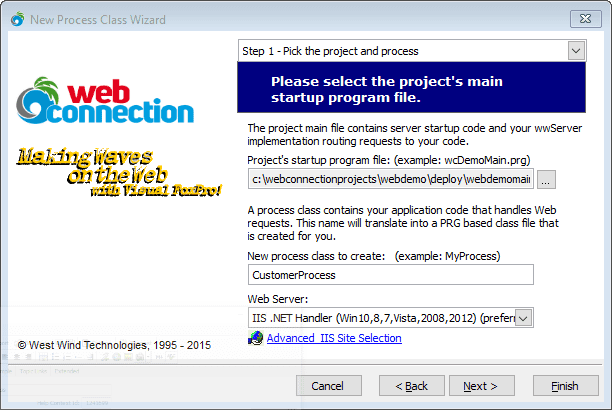 New Process Class Wizard
Step 1 - Pick the project and process
Please select the project's main
startup program file.
web
connection
Making Waves
on the Web
with Visual FoxPro!
The project main file contains server startup code and your wwServer
implementation routing requests to your code.
Project's startup program file: (example: wcDemoMain.prg)
c:\webconnectionprojects\webdemo\deploy\webdemomain
...
A process class contains your application code that handles Web
requests. This name will translate into a PRG based class file that
is created for you.
New process class to create: (example: MyProcess)
CustomerProcess
Web Server:
IIS .NET Handler (Win10,8,7,Vista,2008,2012) (preferr
Advanced IIS Site Selection
© West Wind Technologies, 1995 - 2015
Cancel
< Back
Next >
Finish